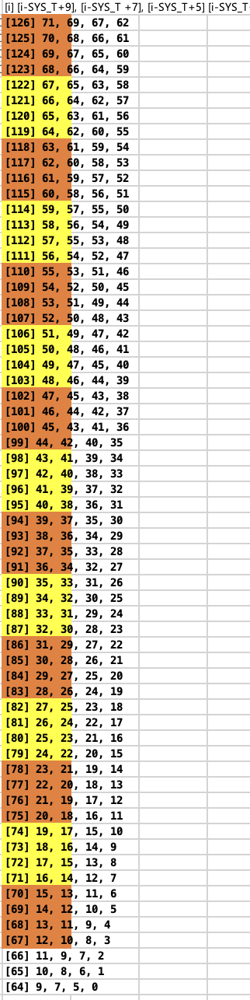 [i] [i-SYS_T+9], [i-SYS_T +7], [i-SYS_T+5] [i-SYS_T+
[126] 71, 69, 67, 62
[125] 70, 68, 66, 61
[124] 69, 67, 65, 60
[123] 68, 66, 64, 59
[122] 67, 65, 63, 58
[121] 66, 64, 62, 57
[120] 65, 63, 61, 56
[119] 64, 62, 60, 55
[118] 63, 61, 59, 54
[117] 62, 60, 58, 53
[116] 61, 59, 57, 52
[115] 60, 58, 56, 51
[114] 59, 57, 55, 50
[113] 58, 56, 54, 49
[112] 57, 55, 53, 48
[111] 56, 54, 52, 47
[110] 55, 53, 51, 46
[109] 54, 52, 50, 45
[108] 53, 51, 49, 44
[107] 52, 50, 48, 43
[106] 51, 49, 47, 42
[105] 50, 48, 46, 41
[104] 49, 47, 45, 40
[103] 48, 46, 44, 39
[102] 47, 45, 43, 38
[101] 46, 44, 42, 37
[100] 45, 43, 41, 36
[99] 44, 42, 40, 35
[98] 43, 41, 39, 34
[97] 42, 40, 38, 33
[96] 41, 39, 37, 32
[95] 40, 38, 36, 31
[94] 39, 37, 35, 30
[93] 38, 36, 34, 29
[92] 37, 35, 33, 28
[91] 36, 34, 32, 27
[90] 35, 33, 31, 26
[89] 34, 32, 30, 25
[88] 33, 31, 29, 24
[87] 32, 30, 28, 23
[86] 31, 29, 27, 22
[85] 30, 28, 26, 21
[84] 29, 27, 25, 20
[83] 28, 26, 24, 19
[82] 27, 25, 23, 18
[81] 26, 24, 22, 17
[80] 25, 23, 21, 16
[79] 24, 22, 20, 15
[78] 23, 21, 19, 14
[77] 22, 20, 18, 13
[76] 21, 19, 17, 12
[75] 20, 18, 16, 11
[74] 19, 17, 15, 10
[73] 18, 16, 14, 9
[72] 17, 15, 13, 8
[71] 16, 14, 12, 7
[70] 15, 13, 11, 6
[69] 14, 12, 10, 5
[68] 13, 11, 9, 4
[67] 12, 10, 8, 3
[66] 11, 9, 7, 2
[65] 10, 8, 6, 1
[64] 9, 7, 5, 0